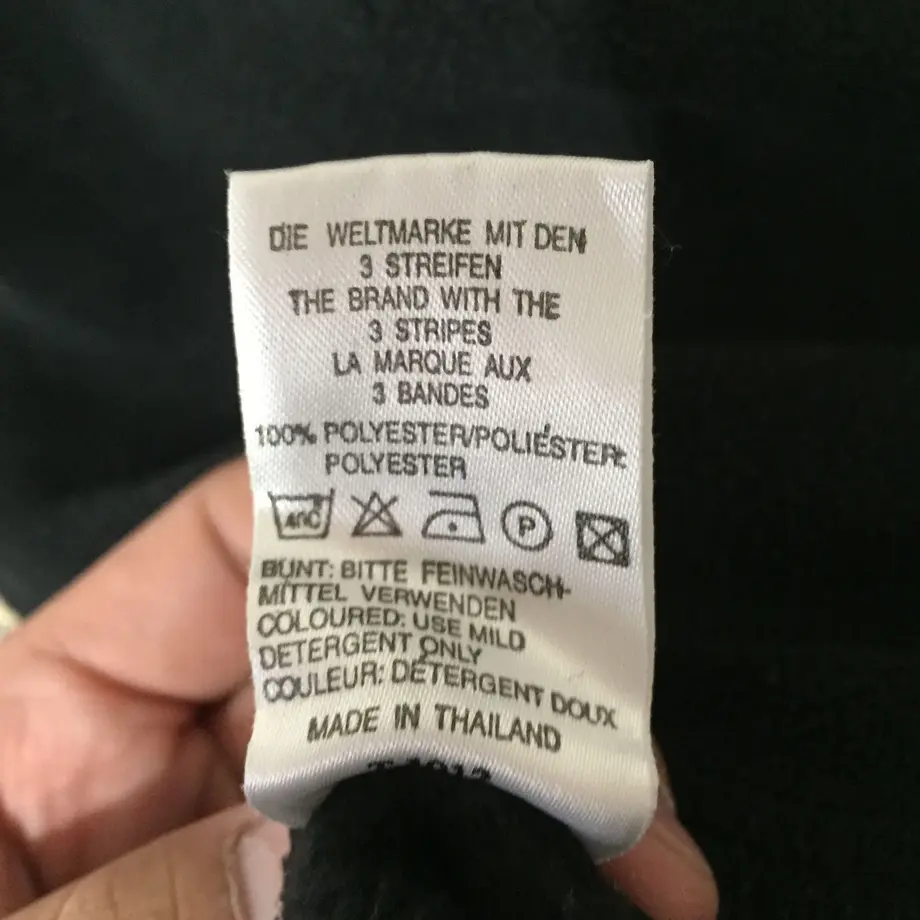 DIE WELTMARKE MIT DEN
3 STREIFEN
THE BRAND WITH THE
3 STRIPES
LA MARQUE AUX
3 BANDES
100% POLYESTER/POLIÉSTER:
POLYESTER
40C P
BUNT: BITTE FEINWASCH-
MITTEL VERWENDEN
COLOURED: USE MILD
DETERGENT ONLY
COULEUR: DÉTERGENT DOUX
MADE IN THAILAND